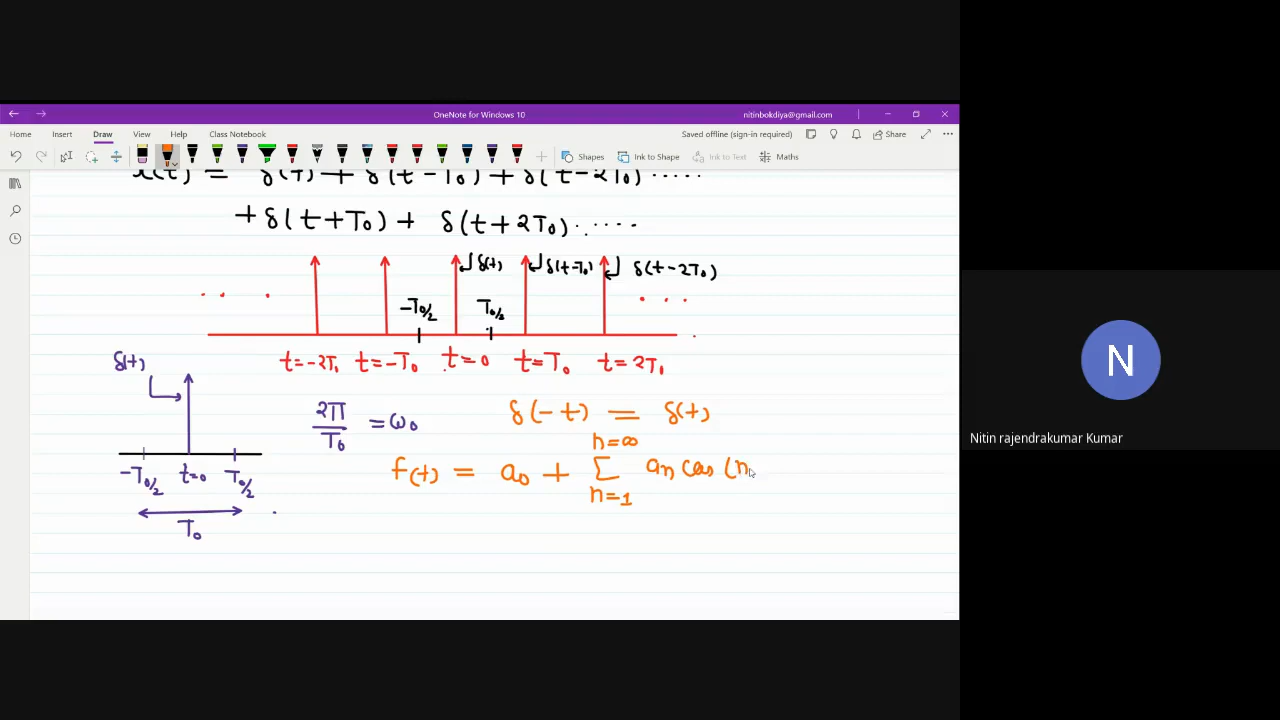 OneNote for Windows 10
nitinbokdiya@gmail.com
Home Insert Draw View Help Class Notebook
Saved offline (sign-in required) Share
Shapes Ink to Shape Ink to Text Maths
x(t) = δ(t) + δ(t-T₀) + δ(t-2T₀) .....
+ δ(t+T₀) + δ(t+2T₀) .....
δ(t) δ(t-T₀) δ(t-2T₀)
-T₀/2 T₀/2
t=-2T₀ t=-T₀ t=0 t=T₀ t=2T₀
δ(t)
2π/T₀ = ω₀ δ(-t) = δ(t)
n=∞
f(t) = a₀ + Σ aₙ cos (n
n=1
-T₀/2 t=0 T₀/2
T₀
N
Nitin rajendrakumar Kumar